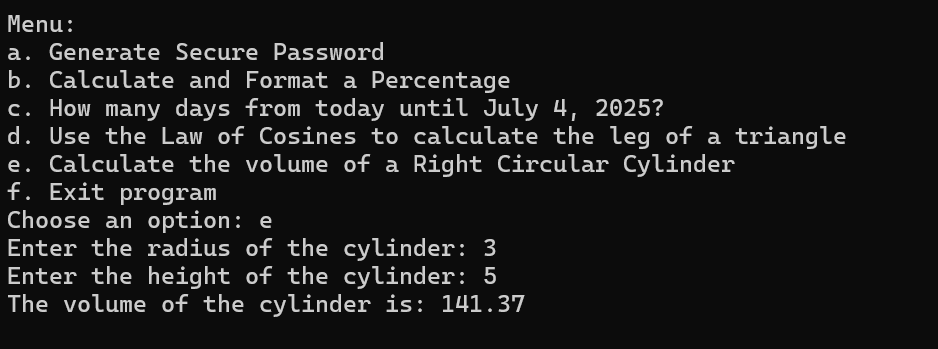 Menu:
a. Generate Secure Password
b. Calculate and Format a Percentage
c. How many days from today until July 4, 2025?
d. Use the Law of Cosines to calculate the leg of a triangle
e. Calculate the volume of a Right Circular Cylinder
f. Exit program
Choose an option: e
Enter the radius of the cylinder: 3
Enter the height of the cylinder: 5
The volume of the cylinder is: 141.37